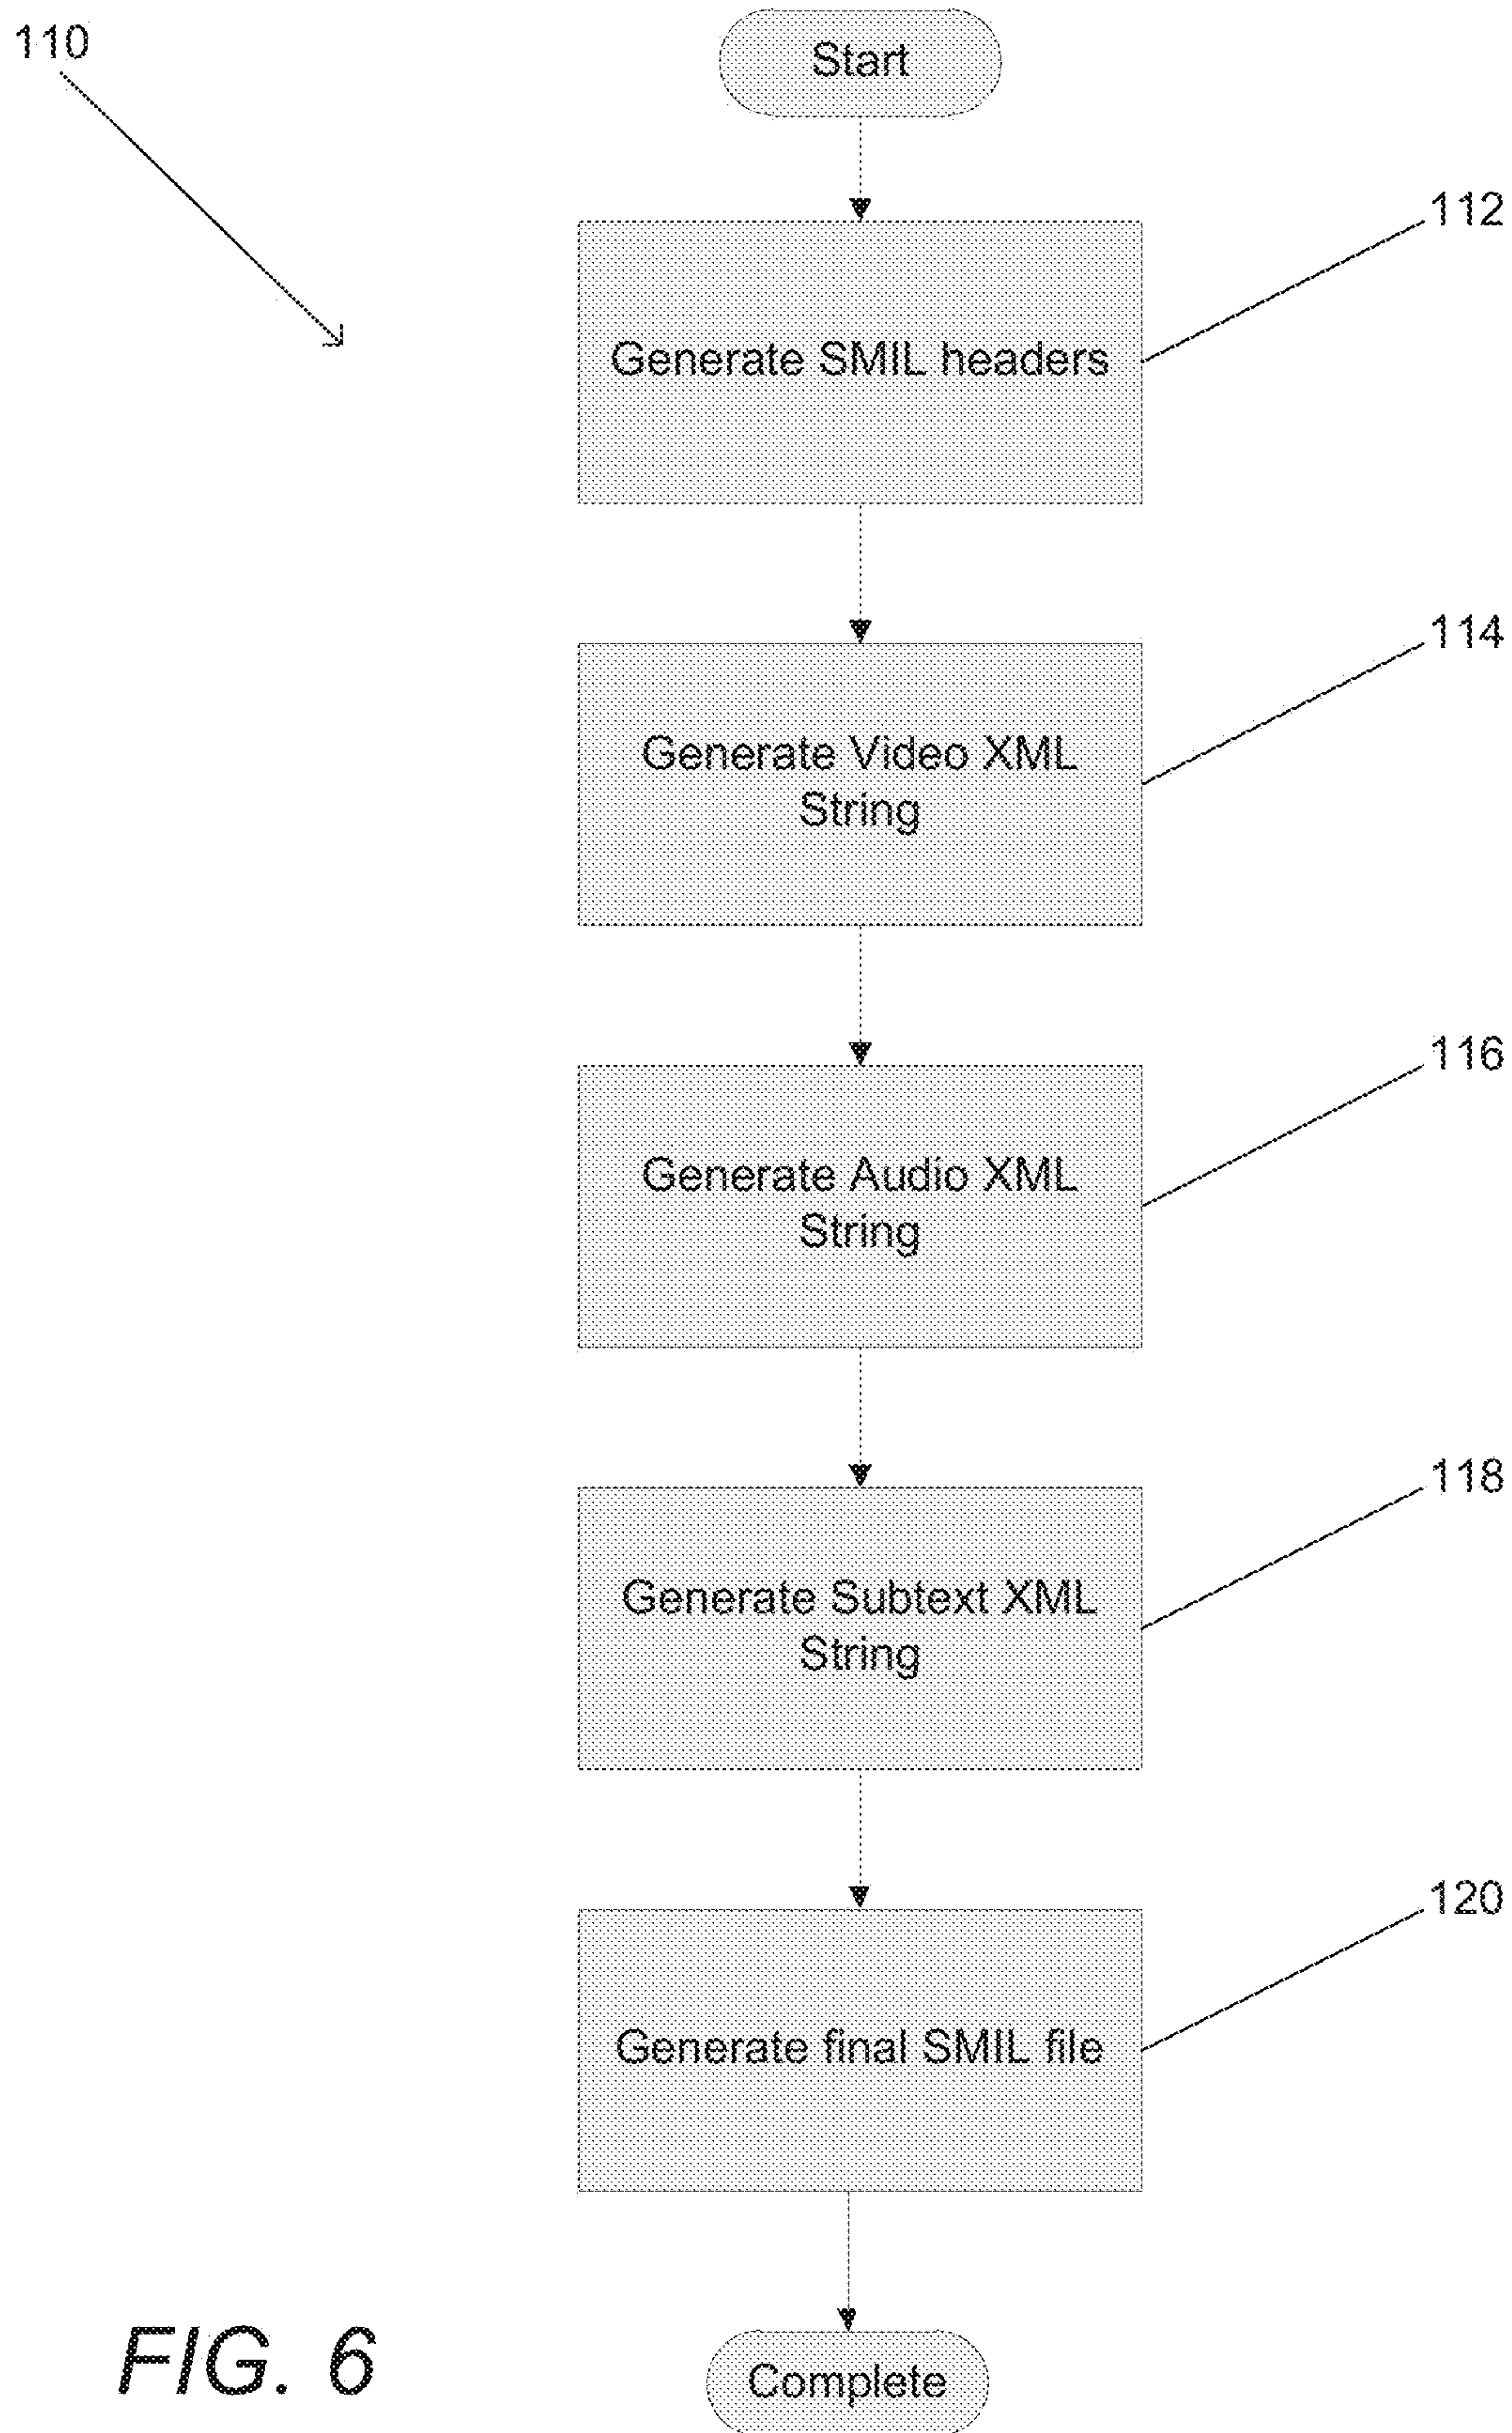 110
Start
112
Generate SMIL headers
114
Generate Video XML
String
116
Generate Audio XML
String
118
Generate Subtext XML
String
120
Generate final SMIL file
Complete
FIG. 6